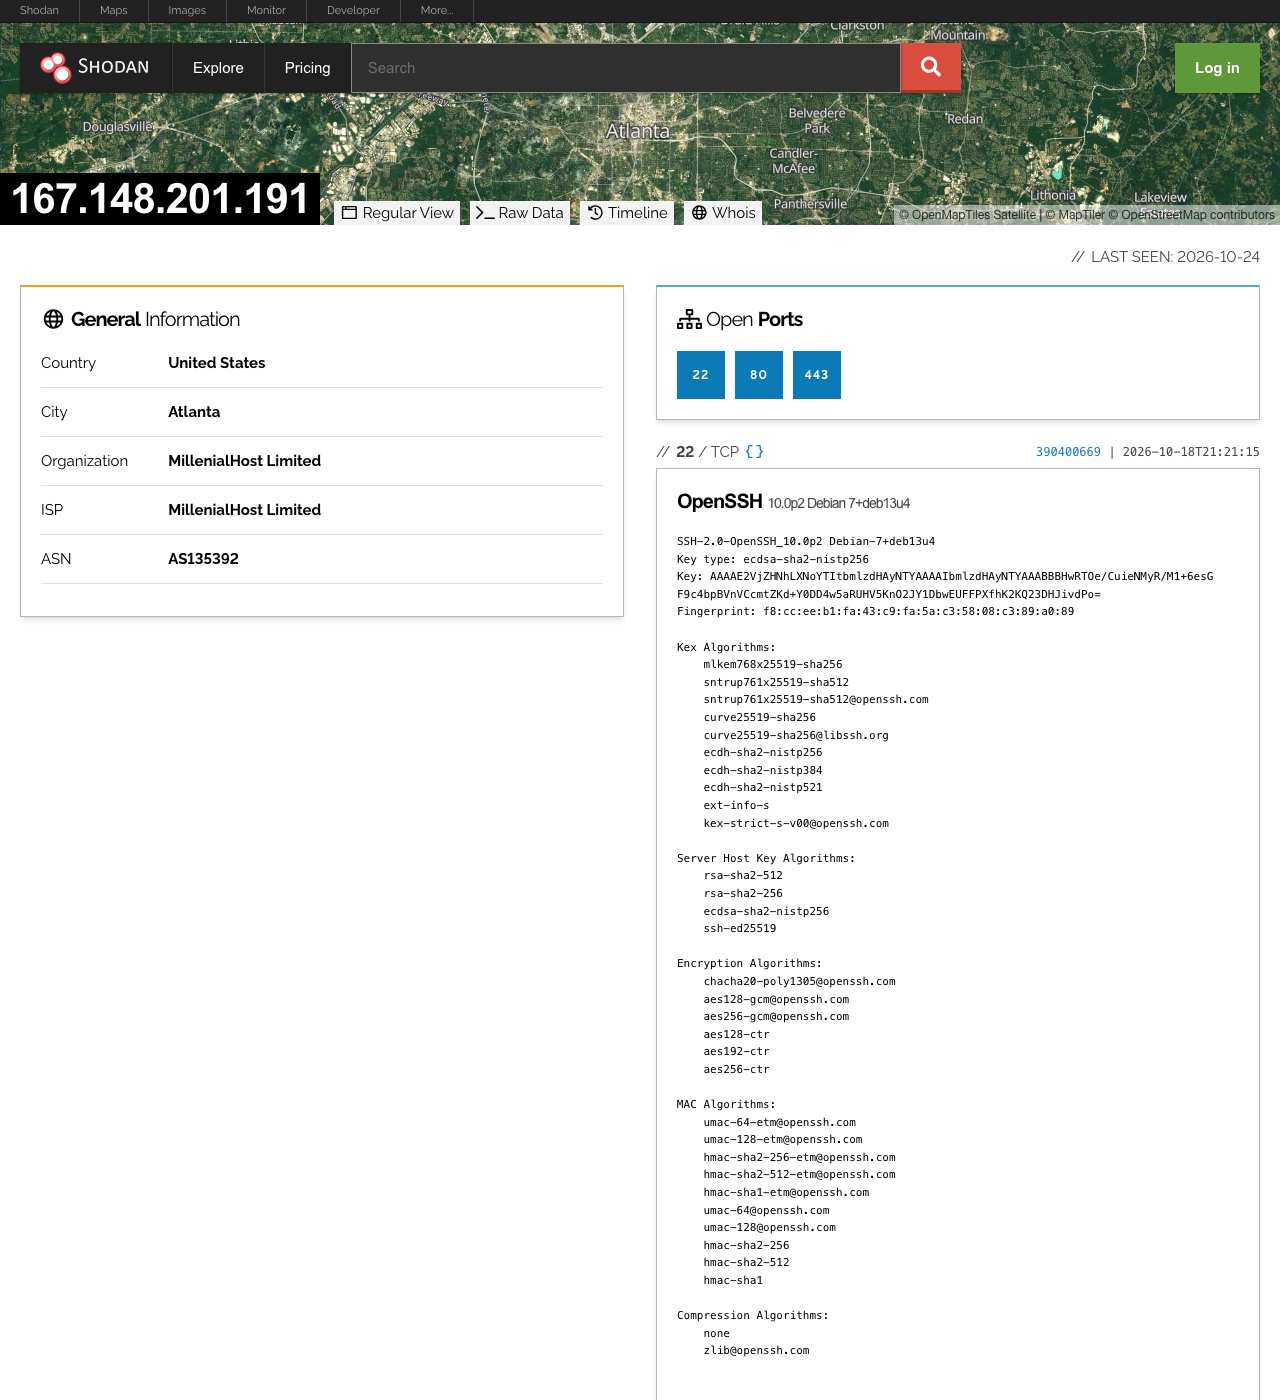 Shodan
Maps
Images
Monitor
Developer
More...
Clarkston
Mountain
SHODAN
Explore
Pricing
Search
Log in
Douglasville
Atlanta
Belvedere
Park
Redan
Candler-
McAfee
Panthersville
Lithonia
Lakeview
167.148.201.191
Regular View
Raw Data
Timeline
Whois
© OpenMapTiles Satellite | © MapTiler © OpenStreetMap contributors
// LAST SEEN: 2026-10-24
General Information
Country United States
City Atlanta
Organization MillenialHost Limited
ISP MillenialHost Limited
ASN AS135392
Open Ports
22 80 443
// 22 / TCP {}
390400669 | 2026-10-18T21:21:15
OpenSSH 10.0p2 Debian 7+deb13u4
SSH-2.0-OpenSSH_10.0p2 Debian-7+deb13u4
Key type: ecdsa-sha2-nistp256
Key: AAAAE2VjZHNhLXNoYTItbmlzdHAyNTYAAAAIbmlzdHAyNTYAAABBBHwRTOe/CuieNMyR/M1+6esG
F9c4bpBVnVCcmtZKd+Y0DD4w5aRUHV5KnO2JY1DbwEUFFPXfhK2KQ23DHJivdPo=
Fingerprint: f8:cc:ee:b1:fa:43:c9:fa:5a:c3:58:08:c3:89:a0:89
Kex Algorithms:
mlkem768x25519-sha256
sntrup761x25519-sha512
sntrup761x25519-sha512@openssh.com
curve25519-sha256
curve25519-sha256@libssh.org
ecdh-sha2-nistp256
ecdh-sha2-nistp384
ecdh-sha2-nistp521
ext-info-s
kex-strict-s-v00@openssh.com
Server Host Key Algorithms:
rsa-sha2-512
rsa-sha2-256
ecdsa-sha2-nistp256
ssh-ed25519
Encryption Algorithms:
chacha20-poly1305@openssh.com
aes128-gcm@openssh.com
aes256-gcm@openssh.com
aes128-ctr
aes192-ctr
aes256-ctr
MAC Algorithms:
umac-64-etm@openssh.com
umac-128-etm@openssh.com
hmac-sha2-256-etm@openssh.com
hmac-sha2-512-etm@openssh.com
hmac-sha1-etm@openssh.com
umac-64@openssh.com
umac-128@openssh.com
hmac-sha2-256
hmac-sha2-512
hmac-sha1
Compression Algorithms:
none
zlib@openssh.com